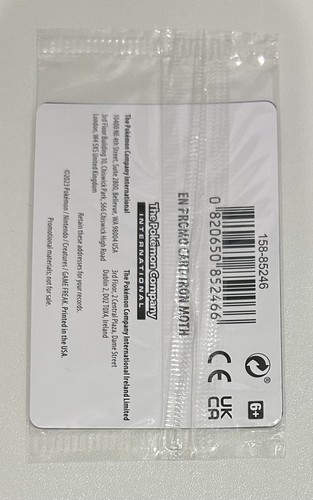 158-85246
0 820650 852466
EN PROMO CARD IRON MOTH
6+
UK
CA
CE
The Pokémon Company
INTERNATIONAL
The Pokémon Company International
10400 NE 4th Street, Suite 2800, Bellevue, WA 98004 USA
3rd Floor Building 10, Chiswick Park, 566 Chiswick High Road
London, W4 5XS United Kingdom
The Pokémon Company International Ireland Limited
3rd Floor, 2 Central Plaza, Dame Street
Dublin 2, D02 T0X4, Ireland
Retain these addresses for your records.
©2023 Pokémon / Nintendo / Creatures / GAME FREAK. Printed in the USA.
Promotional materials; not for sale.